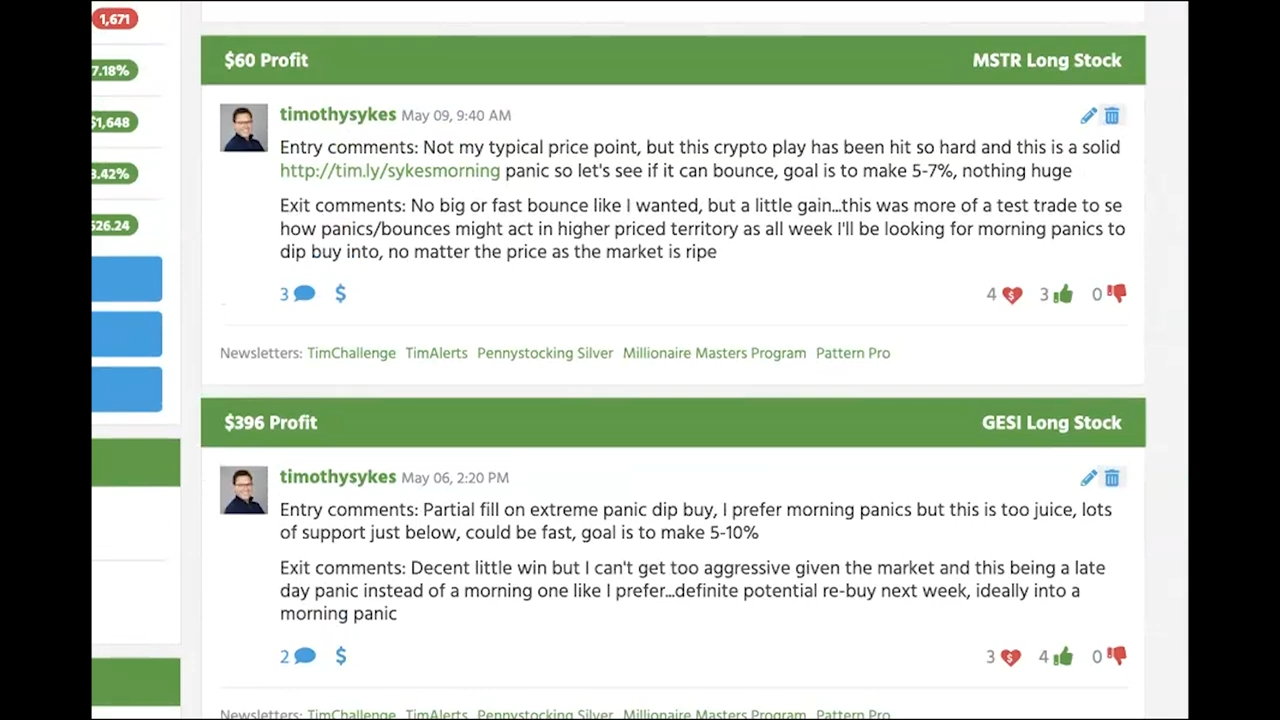 1,671
7.18%
$1,648
3.42%
526.24
$60 Profit
MSTR Long Stock
timothysykes May 09, 9:40 AM
Entry comments: Not my typical price point, but this crypto play has been hit so hard and this is a solid
http://tim.ly/sykesmorning panic so let's see if it can bounce, goal is to make 5-7%, nothing huge
Exit comments: No big or fast bounce like I wanted, but a little gain...this was more of a test trade to se
how panics/bounces might act in higher priced territory as all week I'll be looking for morning panics to
dip buy into, no matter the price as the market is ripe
3
$
4
3
0
Newsletters: TimChallenge TimAlerts Pennystocking Silver Millionaire Masters Program Pattern Pro
$396 Profit
GESI Long Stock
timothysykes May 06, 2:20 PM
Entry comments: Partial fill on extreme panic dip buy, I prefer morning panics but this is too juice, lots
of support just below, could be fast, goal is to make 5-10%
Exit comments: Decent little win but I can't get too aggressive given the market and this being a late
day panic instead of a morning one like I prefer...definite potential re-buy next week, ideally into a
morning panic
2
$
3
4
0
Newsletters: TimChallenge TimAlerts Pennystocking Silver Millionaire Masters Program Pattern Pro